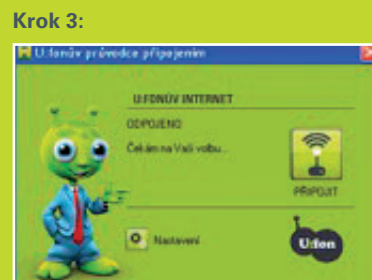 Krok 3:
U:fonův průvodce připojením
U:FONŮV INTERNET
ODPOJENO
Čekám na Vaši volbu...
PŘIPOJIT
Nastavení
U:fon